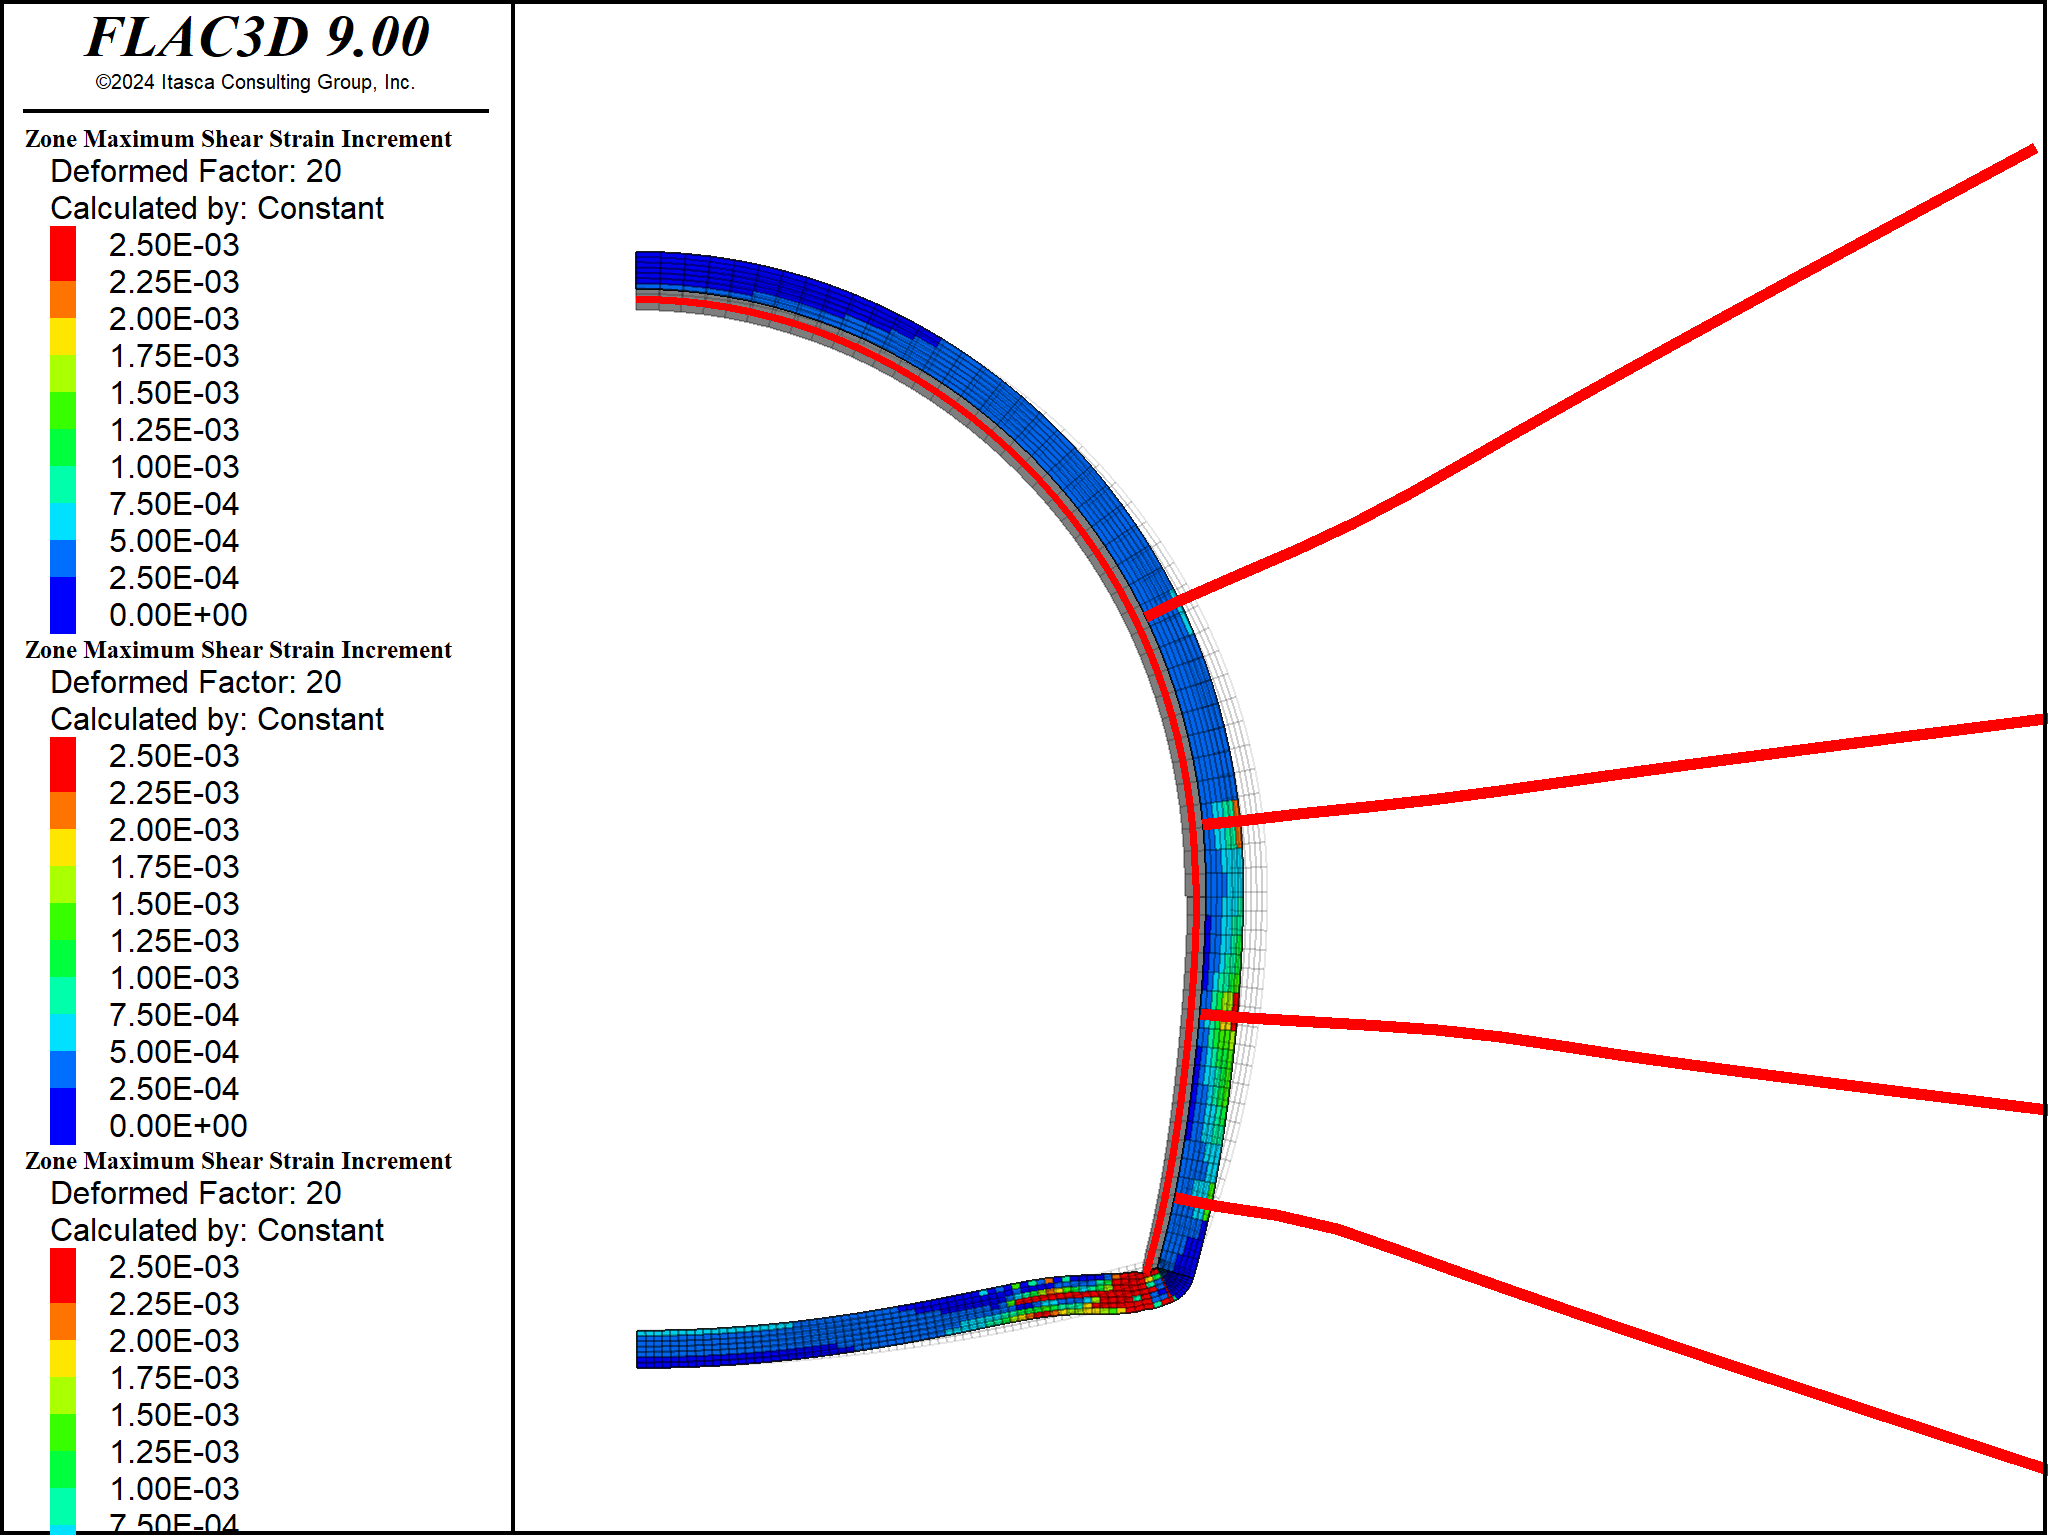 FLAC3D 9.00
©2024 Itasca Consulting Group, Inc.
Zone Maximum Shear Strain Increment
Deformed Factor: 20
Calculated by: Constant
2.50E-03
2.25E-03
2.00E-03
1.75E-03
1.50E-03
1.25E-03
1.00E-03
7.50E-04
5.00E-04
2.50E-04
0.00E+00
Zone Maximum Shear Strain Increment
Deformed Factor: 20
Calculated by: Constant
2.50E-03
2.25E-03
2.00E-03
1.75E-03
1.50E-03
1.25E-03
1.00E-03
7.50E-04
5.00E-04
2.50E-04
0.00E+00
Zone Maximum Shear Strain Increment
Deformed Factor: 20
Calculated by: Constant
2.50E-03
2.25E-03
2.00E-03
1.75E-03
1.50E-03
1.25E-03
1.00E-03
7.50E-04